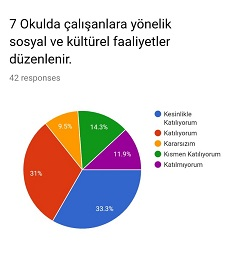 7 Okulda çalışanlara yönelik
sosyal ve kültürel faaliyetler
düzenlenir.
42 responses
Kesinlikle
Katılıyorum
Katılıyorum
Kararsızım
Kısmen Katılıyorum
Katılmıyorum
9.5%
14.3%
11.9%
31%
33.3%